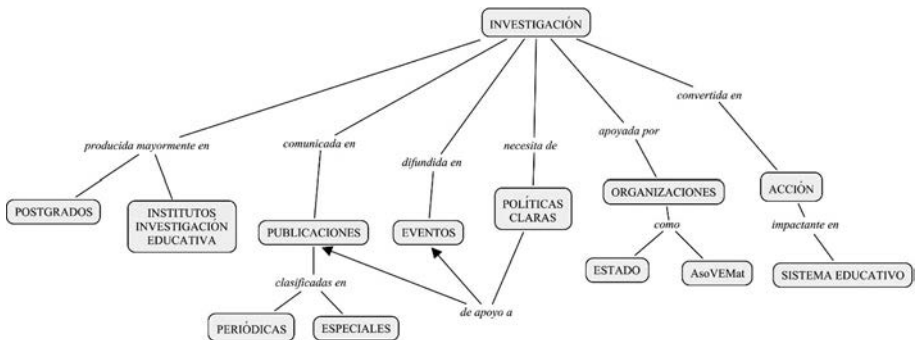 INVESTIGACIÓN
convertida en
apoyada por
producida mayormente en
comunicada en
difundida en
necesita de
POSTGRADOS
INSTITUTOS
INVESTIGACIÓN
EDUCATIVA
PUBLICACIONES
EVENTOS
POLÍTICAS
CLARAS
ORGANIZACIONES
ACCIÓN
como
impactante en
ESTADO
AsoVEMat
SISTEMA EDUCATIVO
clasificadas en
de apoyo a
PERIÓDICAS
ESPECIALES